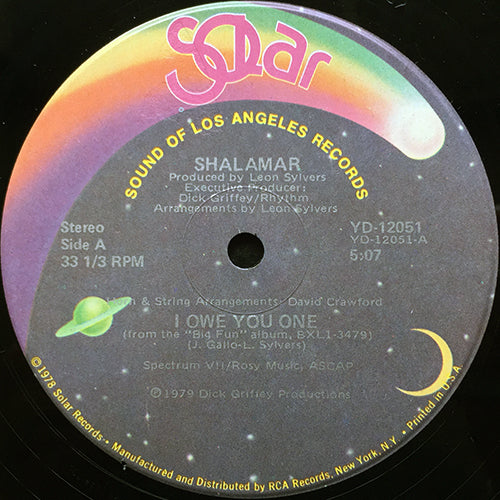 Solar
SOUND OF LOS ANGELES RECORDS
SHALAMAR
Produced by Leon Sylvers
Executive Producer:
Dick Griffey/Rhythm
Arrangements by Leon Sylvers
Stereo
Side A
33 1/3 RPM
YD-12051
YD-12051-A
5:07
& String Arrangements: David Crawford
I OWE YOU ONE
(from the "Big Fun" album, BXL1-3479)
(J. Gallo-L. Sylvers)
Spectrum VII/Rosy Music, ASCAP
Ⓟ1979 Dick Griffey Productions
©1978 Solar Records • Manufactured and Distributed by RCA Records, New York, N.Y. • Printed in U.S.A